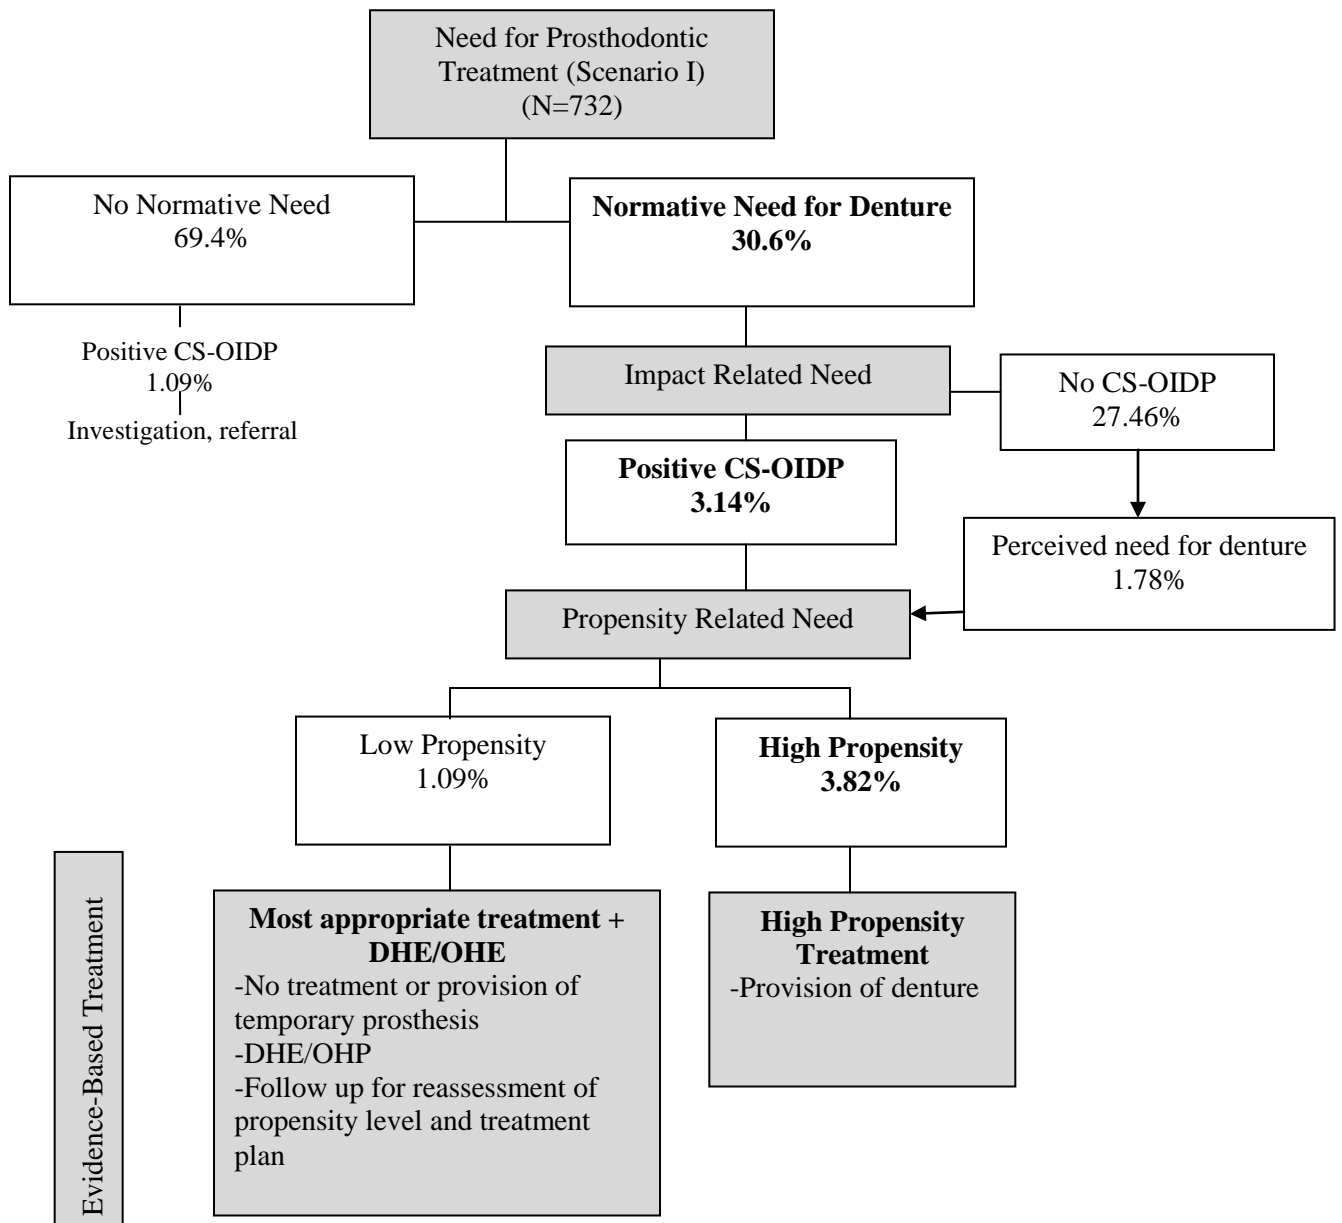 Need for Prosthodontic
Treatment (Scenario I)
(N=732)
No Normative Need
69.4%
Normative Need for Denture
30.6%
Positive CS-OIDP
1.09%
Investigation, referral
Impact Related Need
No CS-OIDP
27.46%
Positive CS-OIDP
3.14%
Perceived need for denture
1.78%
Propensity Related Need
Low Propensity
1.09%
High Propensity
3.82%
Evidence-Based Treatment
Most appropriate treatment +
DHE/OHE
-No treatment or provision of
temporary prosthesis
-DHE/OHP
-Follow up for reassessment of
propensity level and treatment
plan
High Propensity
Treatment
-Provision of denture